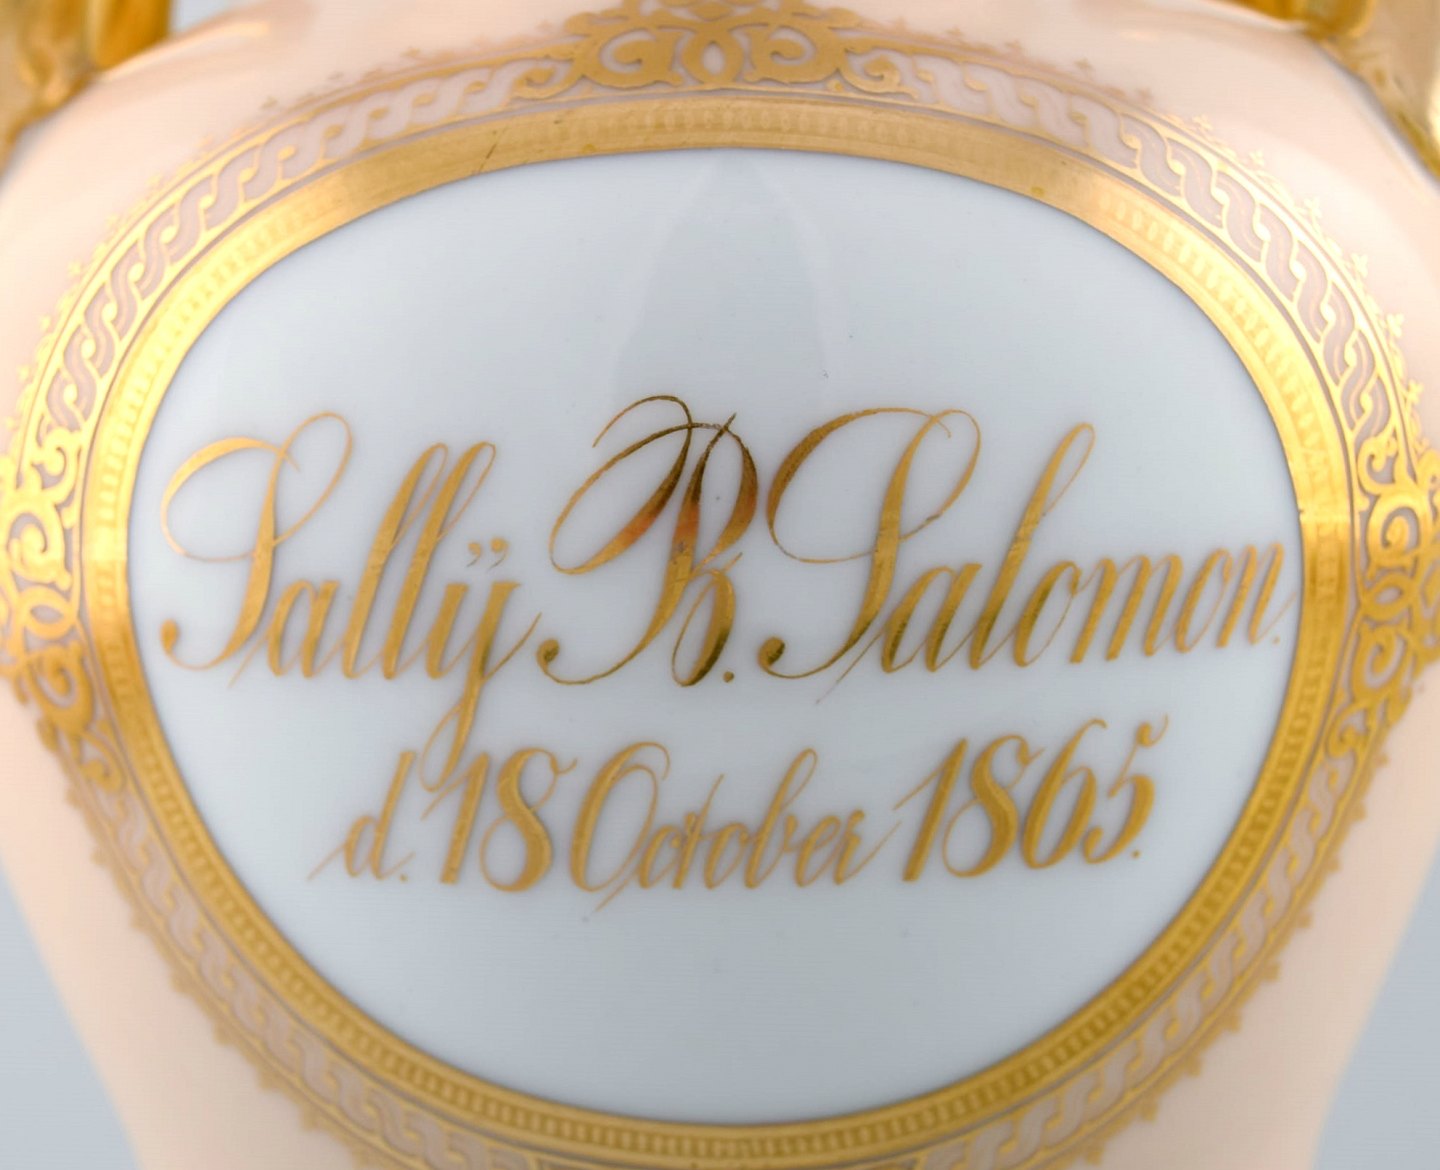 Sallÿ B. Salomon.
d. 18 October 1865.